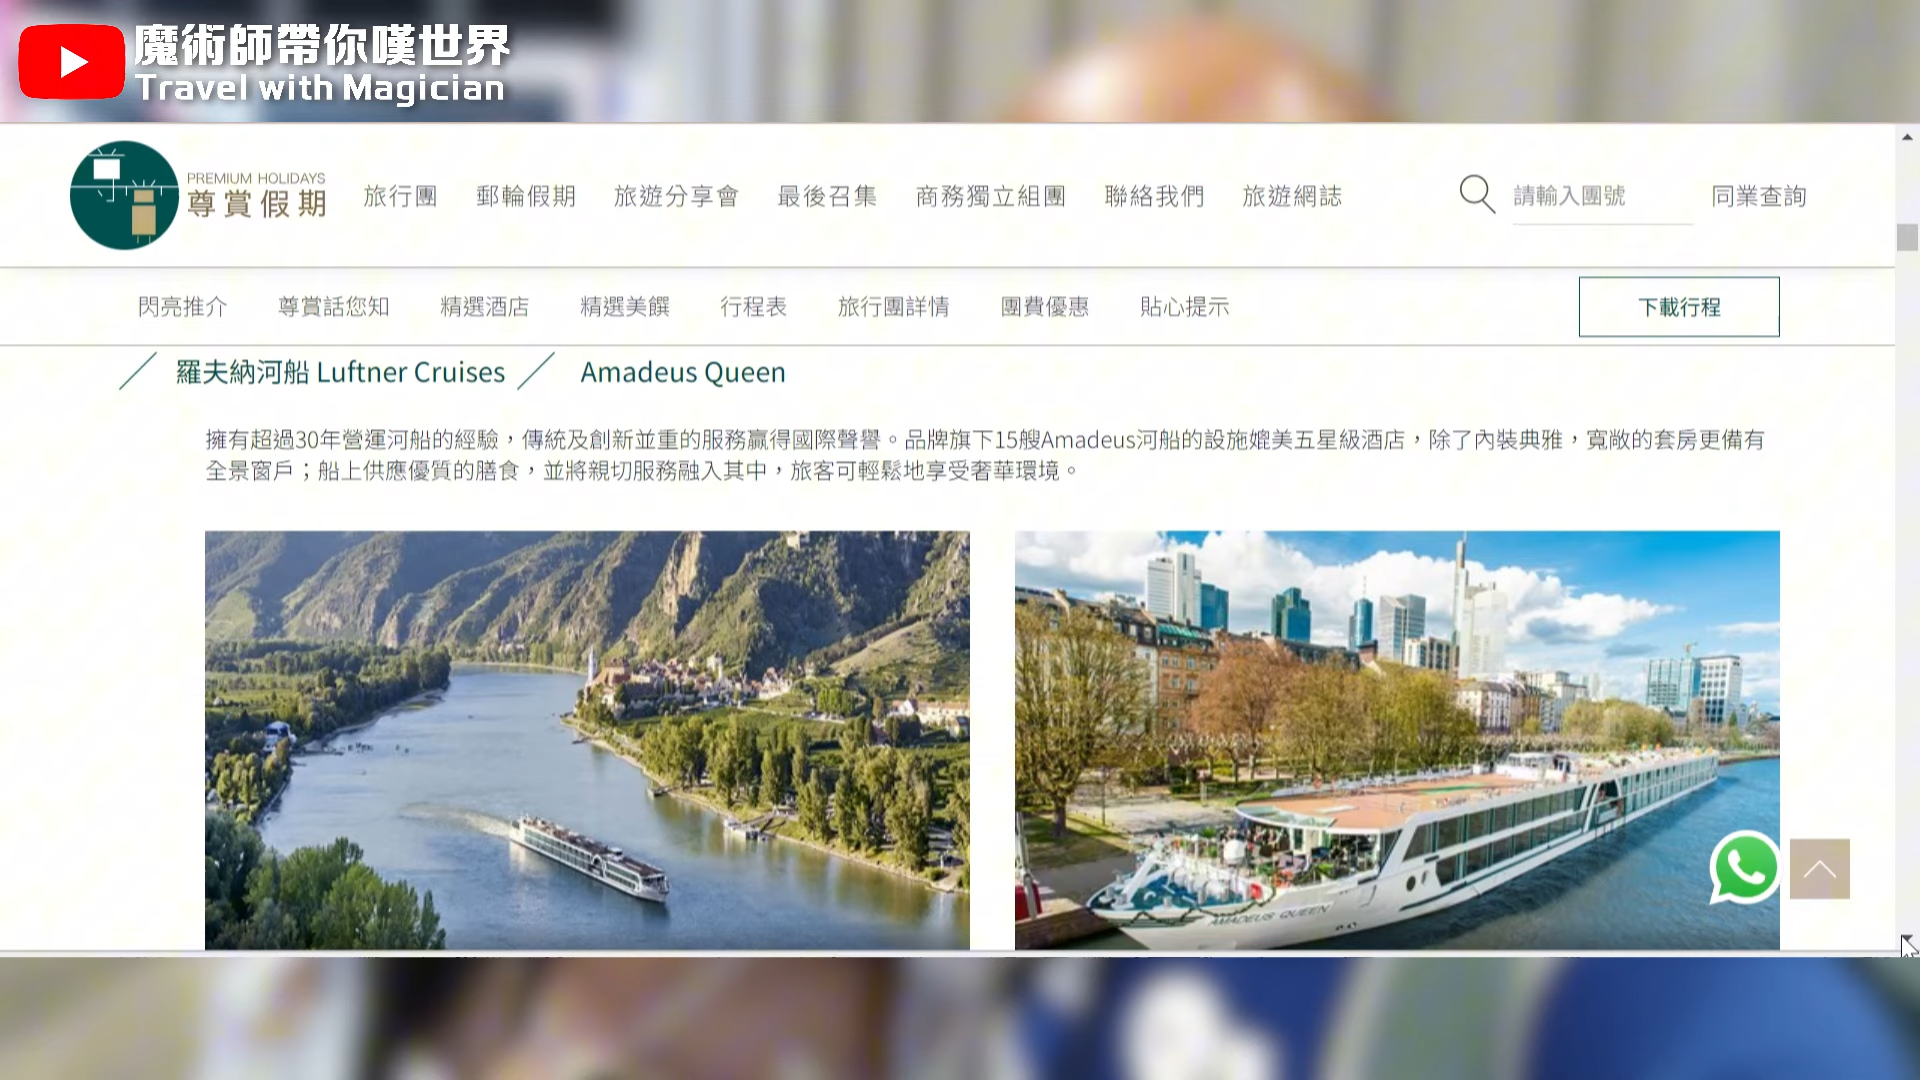 魔術師帶你嘆世界
Travel with Magician
PREMIUM HOLIDAYS
尊賞假期
旅行團 郵輪假期 旅遊分享會 最後召集 商務獨立組團 聯絡我們 旅遊網誌 請輸入團號 同業查詢
閃亮推介 尊賞話您知 精選酒店 精選美饌 行程表 旅行團詳情 團費優惠 貼心提示 下載行程
羅夫納河船 Luftner Cruises Amadeus Queen
擁有超過30年營運河船的經驗，傳統及創新並重的服務贏得國際聲譽。品牌旗下15艘Amadeus河船的設施媲美五星級酒店，除了內裝典雅，寬敞的套房更備有
全景窗戶；船上供應優質的膳食，並將親切服務融入其中，旅客可輕鬆地享受奢華環境。
AMADEUS QUEEN